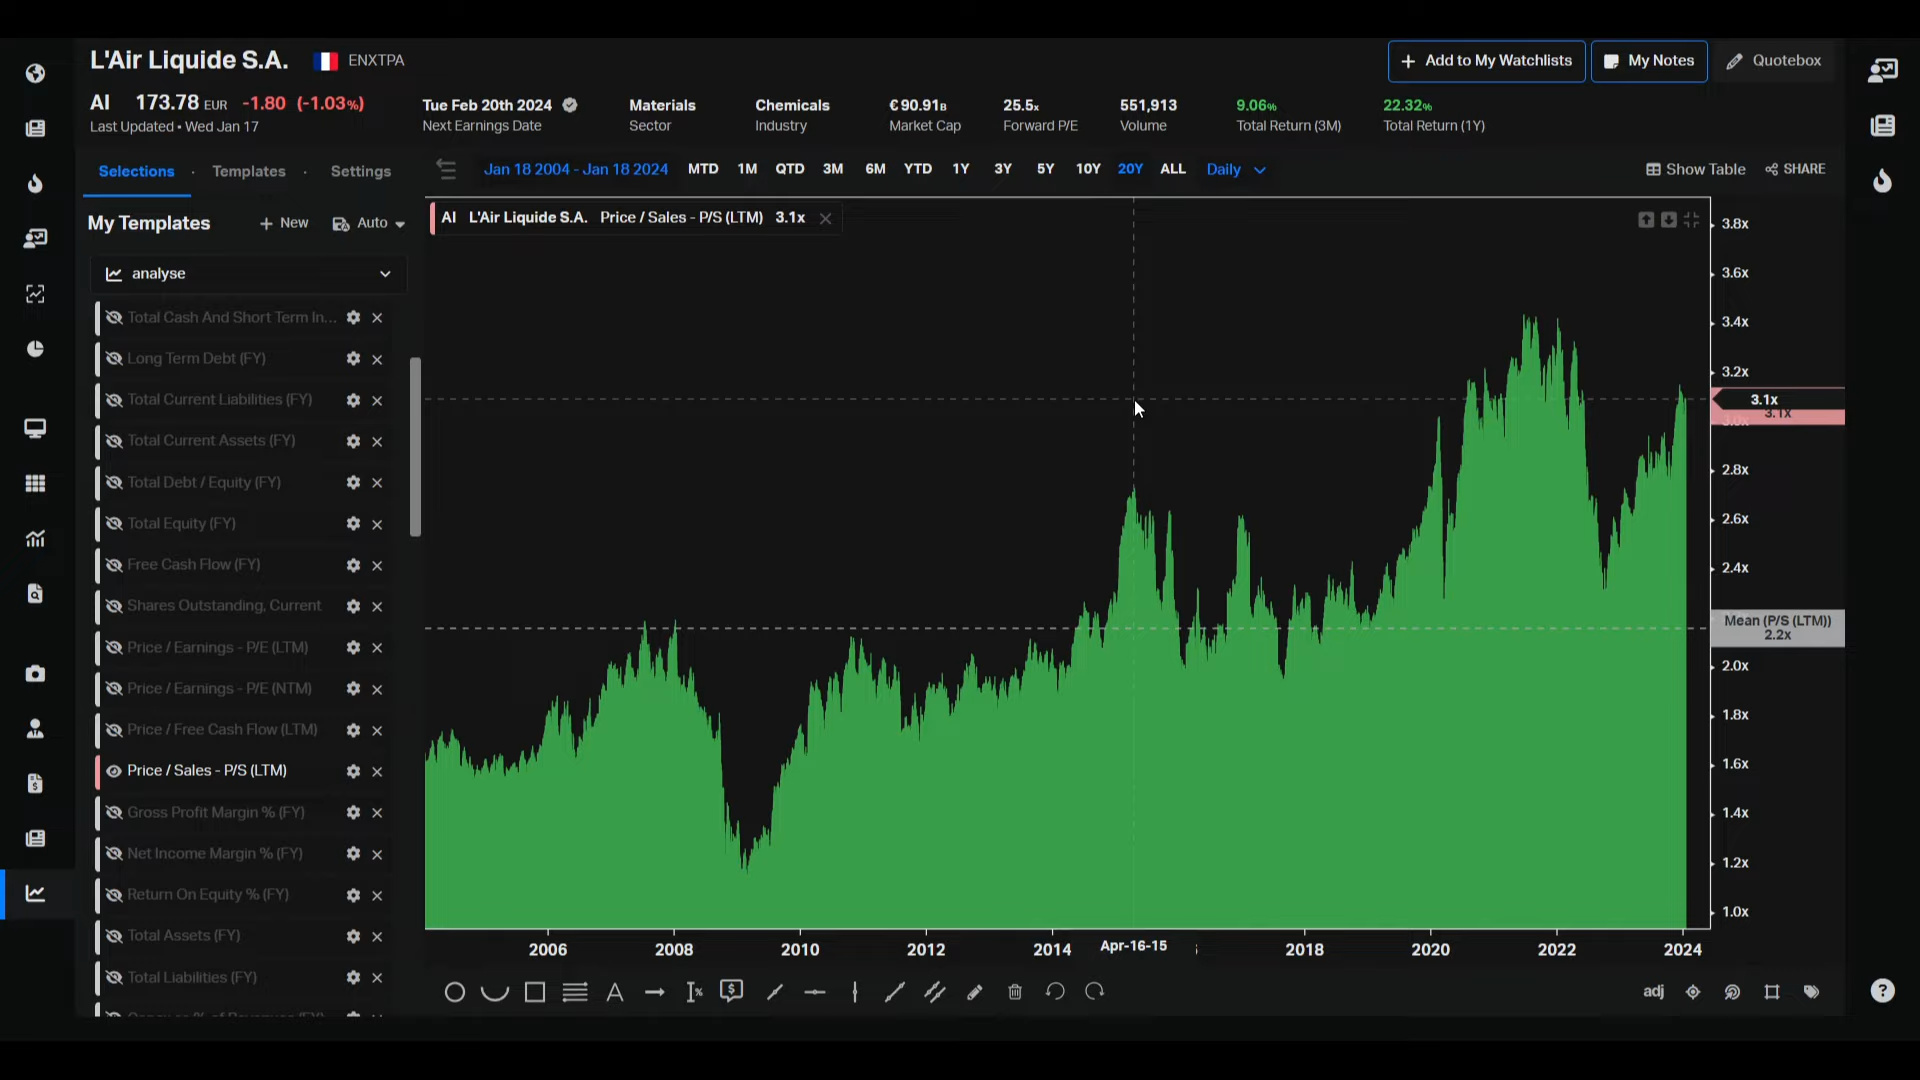 L'Air Liquide S.A. ENXTPA
+ Add to My Watchlists My Notes Quotebox
AI 173.78 EUR -1.80 (-1.03%)
Last Updated • Wed Jan 17
Tue Feb 20th 2024
Next Earnings Date
Materials
Sector
Chemicals
Industry
€90.91B
Market Cap
25.5x
Forward P/E
551,913
Volume
9.06%
Total Return (3M)
22.32%
Total Return (1Y)
Selections · Templates · Settings
Jan 18 2004 - Jan 18 2024 MTD 1M QTD 3M 6M YTD 1Y 3Y 5Y 10Y 20Y ALL Daily
Show Table SHARE
My Templates + New Auto
analyse
Total Cash And Short Term In...
Long Term Debt (FY)
Total Current Liabilities (FY)
Total Current Assets (FY)
Total Debt / Equity (FY)
Total Equity (FY)
Free Cash Flow (FY)
Shares Outstanding, Current
Price / Earnings - P/E (LTM)
Price / Earnings - P/E (NTM)
Price / Free Cash Flow (LTM)
Price / Sales - P/S (LTM)
Gross Profit Margin % (FY)
Net Income Margin % (FY)
Return On Equity % (FY)
Total Assets (FY)
Total Liabilities (FY)
AI L'Air Liquide S.A. Price / Sales - P/S (LTM) 3.1x
3.8x
3.6x
3.4x
3.2x
3.1x
3.1x
3.0x
2.8x
2.6x
2.4x
Mean (P/S (LTM))
2.2x
2.0x
1.8x
1.6x
1.4x
1.2x
1.0x
2006 2008 2010 2012 2014 Apr-16-15 2018 2020 2022 2024
A
adj
?